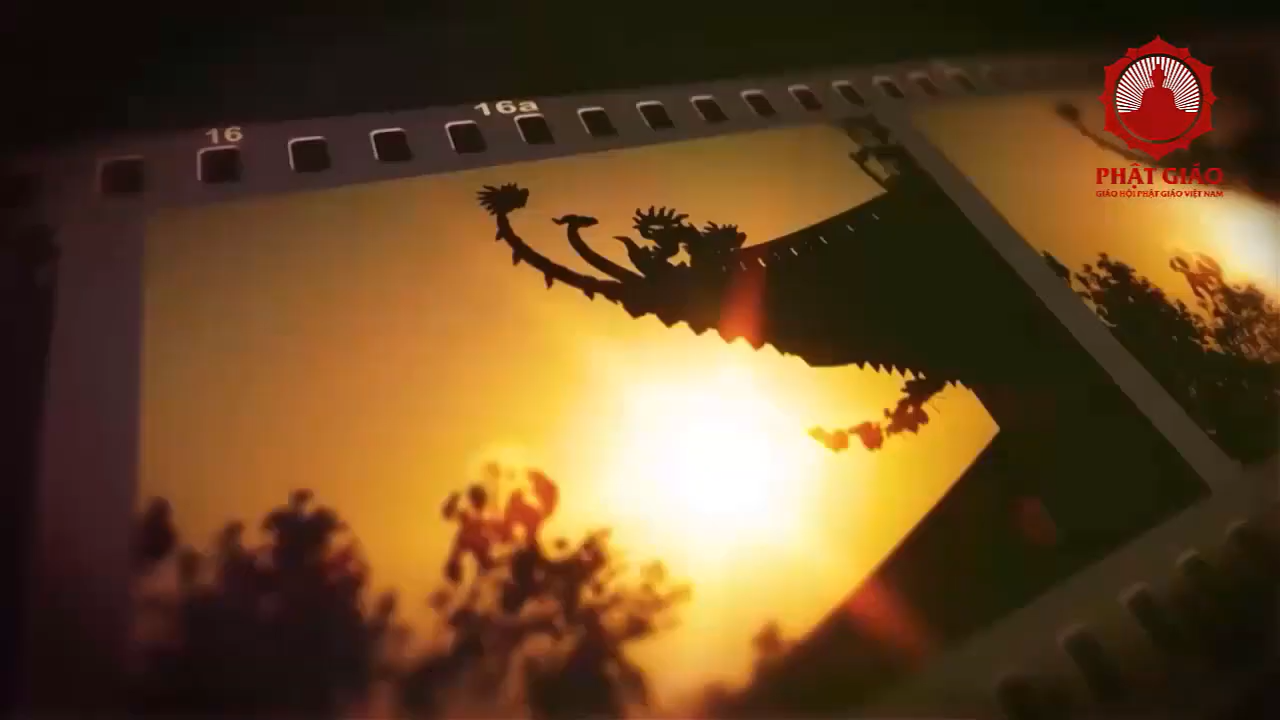 16
16a
PHẬT GIÁO
GIÁO HỘI PHẬT GIÁO VIỆT NAM